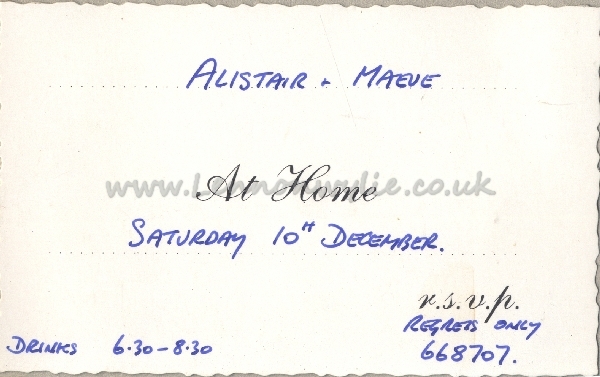 ALISTAIR + MAEVE
At Home
SATURDAY 10TH DECEMBER.
r.s.v.p.
REGRETS ONLY
668707.
DRINKS 6.30-8.30